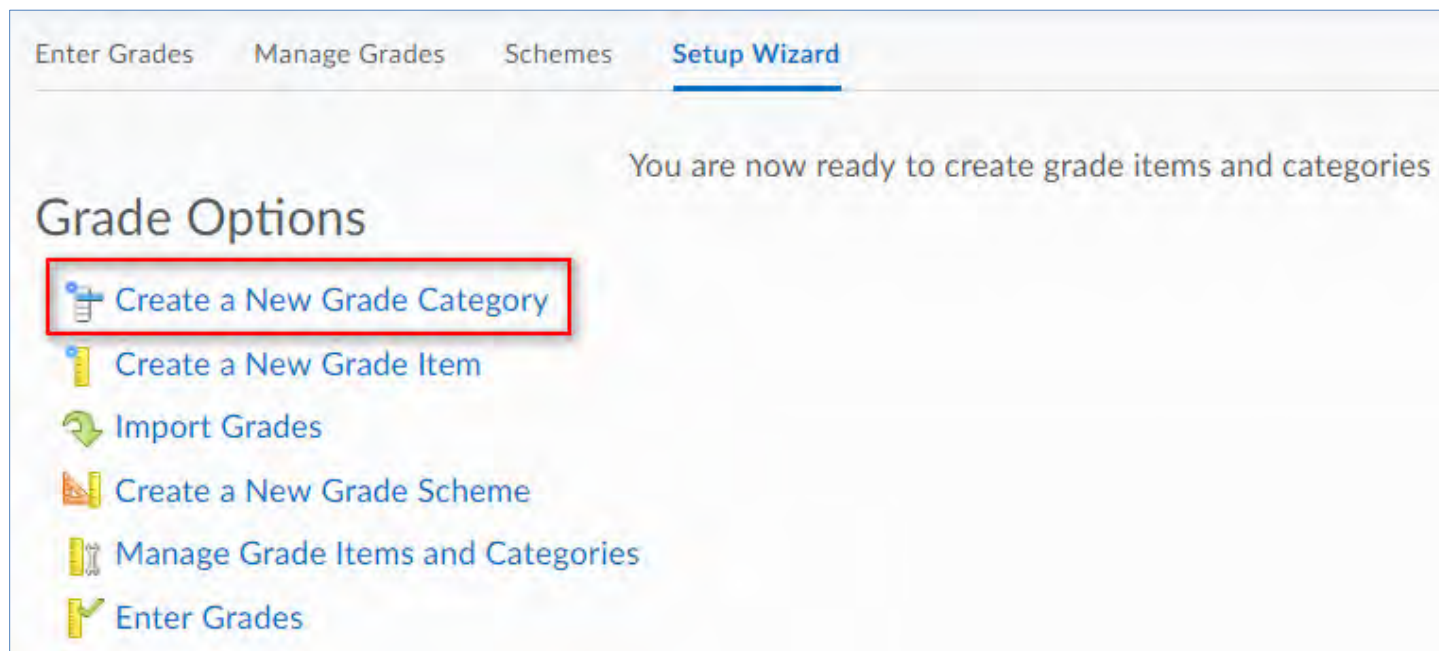 Enter Grades Manage Grades Schemes Setup Wizard
You are now ready to create grade items and categories
Grade Options
Create a New Grade Category
Create a New Grade Item
Import Grades
Create a New Grade Scheme
Manage Grade Items and Categories
Enter Grades